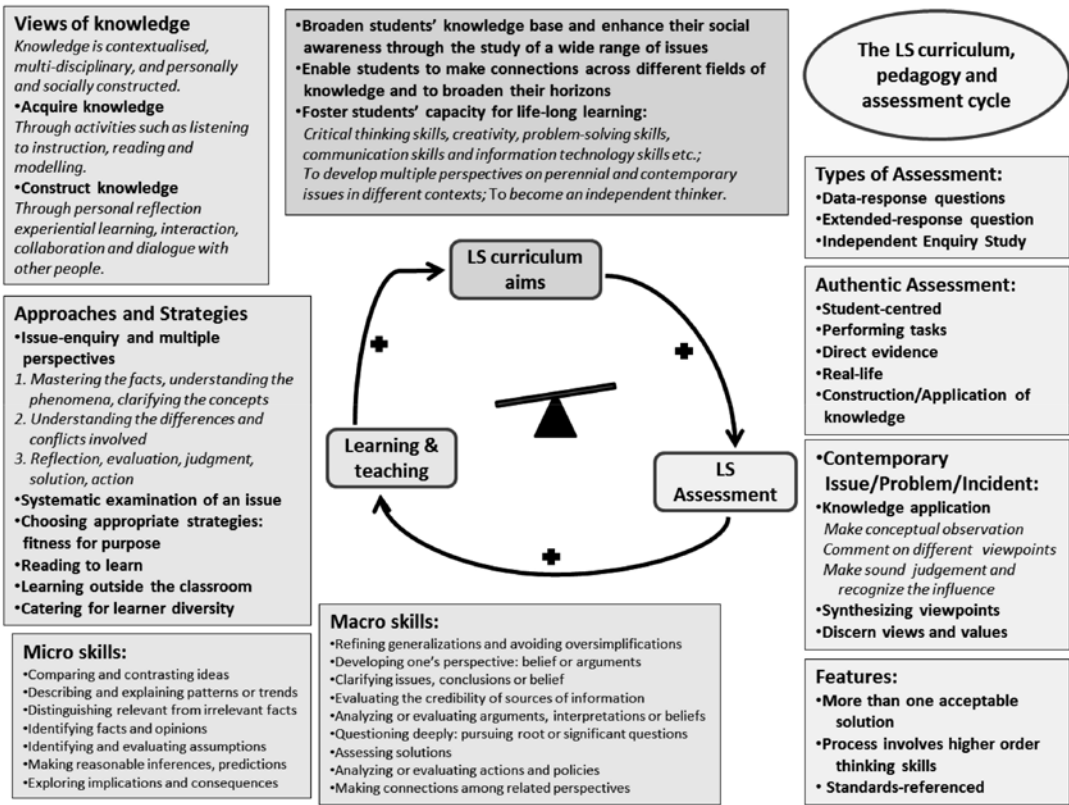 Views of knowledge
Knowledge is contextualised,
multi-disciplinary, and personally
and socially constructed.
•Acquire knowledge
Through activities such as listening
to instruction, reading and
modelling.
•Construct knowledge
Through personal reflection
experiential learning, interaction,
collaboration and dialogue with
other people.
•Broaden students' knowledge base and enhance their social
awareness through the study of a wide range of issues
•Enable students to make connections across different fields of
knowledge and to broaden their horizons
•Foster students' capacity for life-long learning:
Critical thinking skills, creativity, problem-solving skills,
communication skills and information technology skills etc.;
To develop multiple perspectives on perennial and contemporary
issues in different contexts; To become an independent thinker.
The LS curriculum,
pedagogy and
assessment cycle
Types of Assessment:
•Data-response questions
•Extended-response question
•Independent Enquiry Study
Authentic Assessment:
•Student-centred
•Performing tasks
•Direct evidence
•Real-life
•Construction/Application of
knowledge
LS curriculum
aims
Learning &
teaching
LS
Assessment
Approaches and Strategies
•Issue-enquiry and multiple
perspectives
1. Mastering the facts, understanding the
phenomena, clarifying the concepts
2. Understanding the differences and
conflicts involved
3. Reflection, evaluation, judgment,
solution, action
•Systematic examination of an issue
•Choosing appropriate strategies:
fitness for purpose
•Reading to learn
•Learning outside the classroom
•Catering for learner diversity
•Contemporary
Issue/Problem/Incident:
•Knowledge application
Make conceptual observation
Comment on different viewpoints
Make sound judgement and
recognize the influence
•Synthesizing viewpoints
•Discern views and values
Micro skills:
•Comparing and contrasting ideas
•Describing and explaining patterns or trends
•Distinguishing relevant from irrelevant facts
•Identifying facts and opinions
•Identifying and evaluating assumptions
•Making reasonable inferences, predictions
•Exploring implications and consequences
Macro skills:
•Refining generalizations and avoiding oversimplifications
•Developing one's perspective: belief or arguments
•Clarifying issues, conclusions or belief
•Evaluating the credibility of sources of information
•Analyzing or evaluating arguments, interpretations or beliefs
•Questioning deeply: pursuing root or significant questions
•Assessing solutions
•Analyzing or evaluating actions and policies
•Making connections among related perspectives
Features:
•More than one acceptable
solution
•Process involves higher order
thinking skills
• Standards-referenced